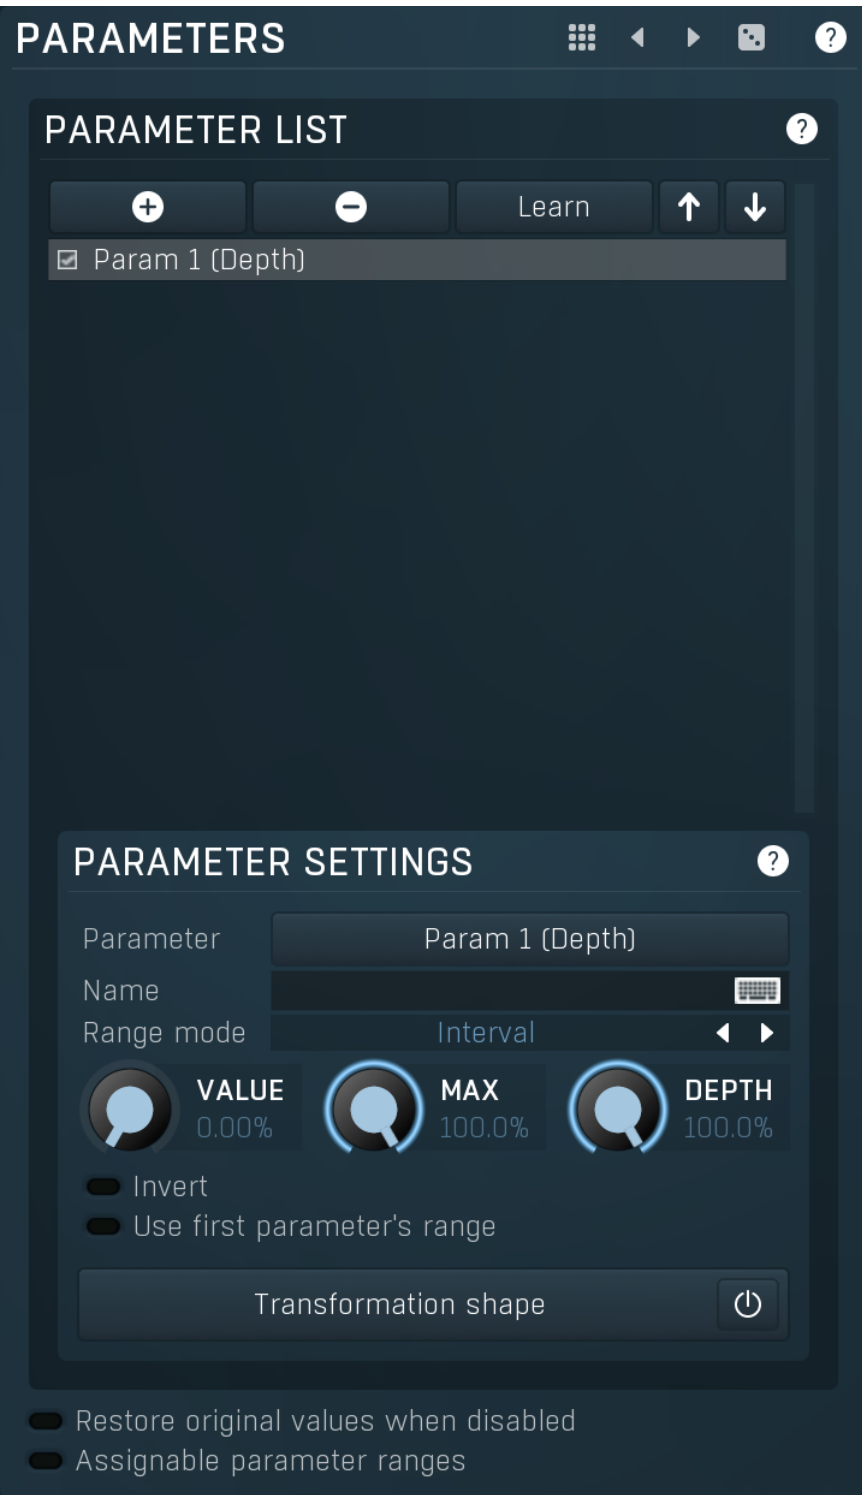 PARAMETERS ?
PARAMETER LIST ?
Learn
Param 1 (Depth)
PARAMETER SETTINGS ?
Parameter Param 1 (Depth)
Name
Range mode Interval
VALUE MAX DEPTH
0.00% 100.0% 100.0%
Invert
Use first parameter's range
Transformation shape
Restore original values when disabled
Assignable parameter ranges